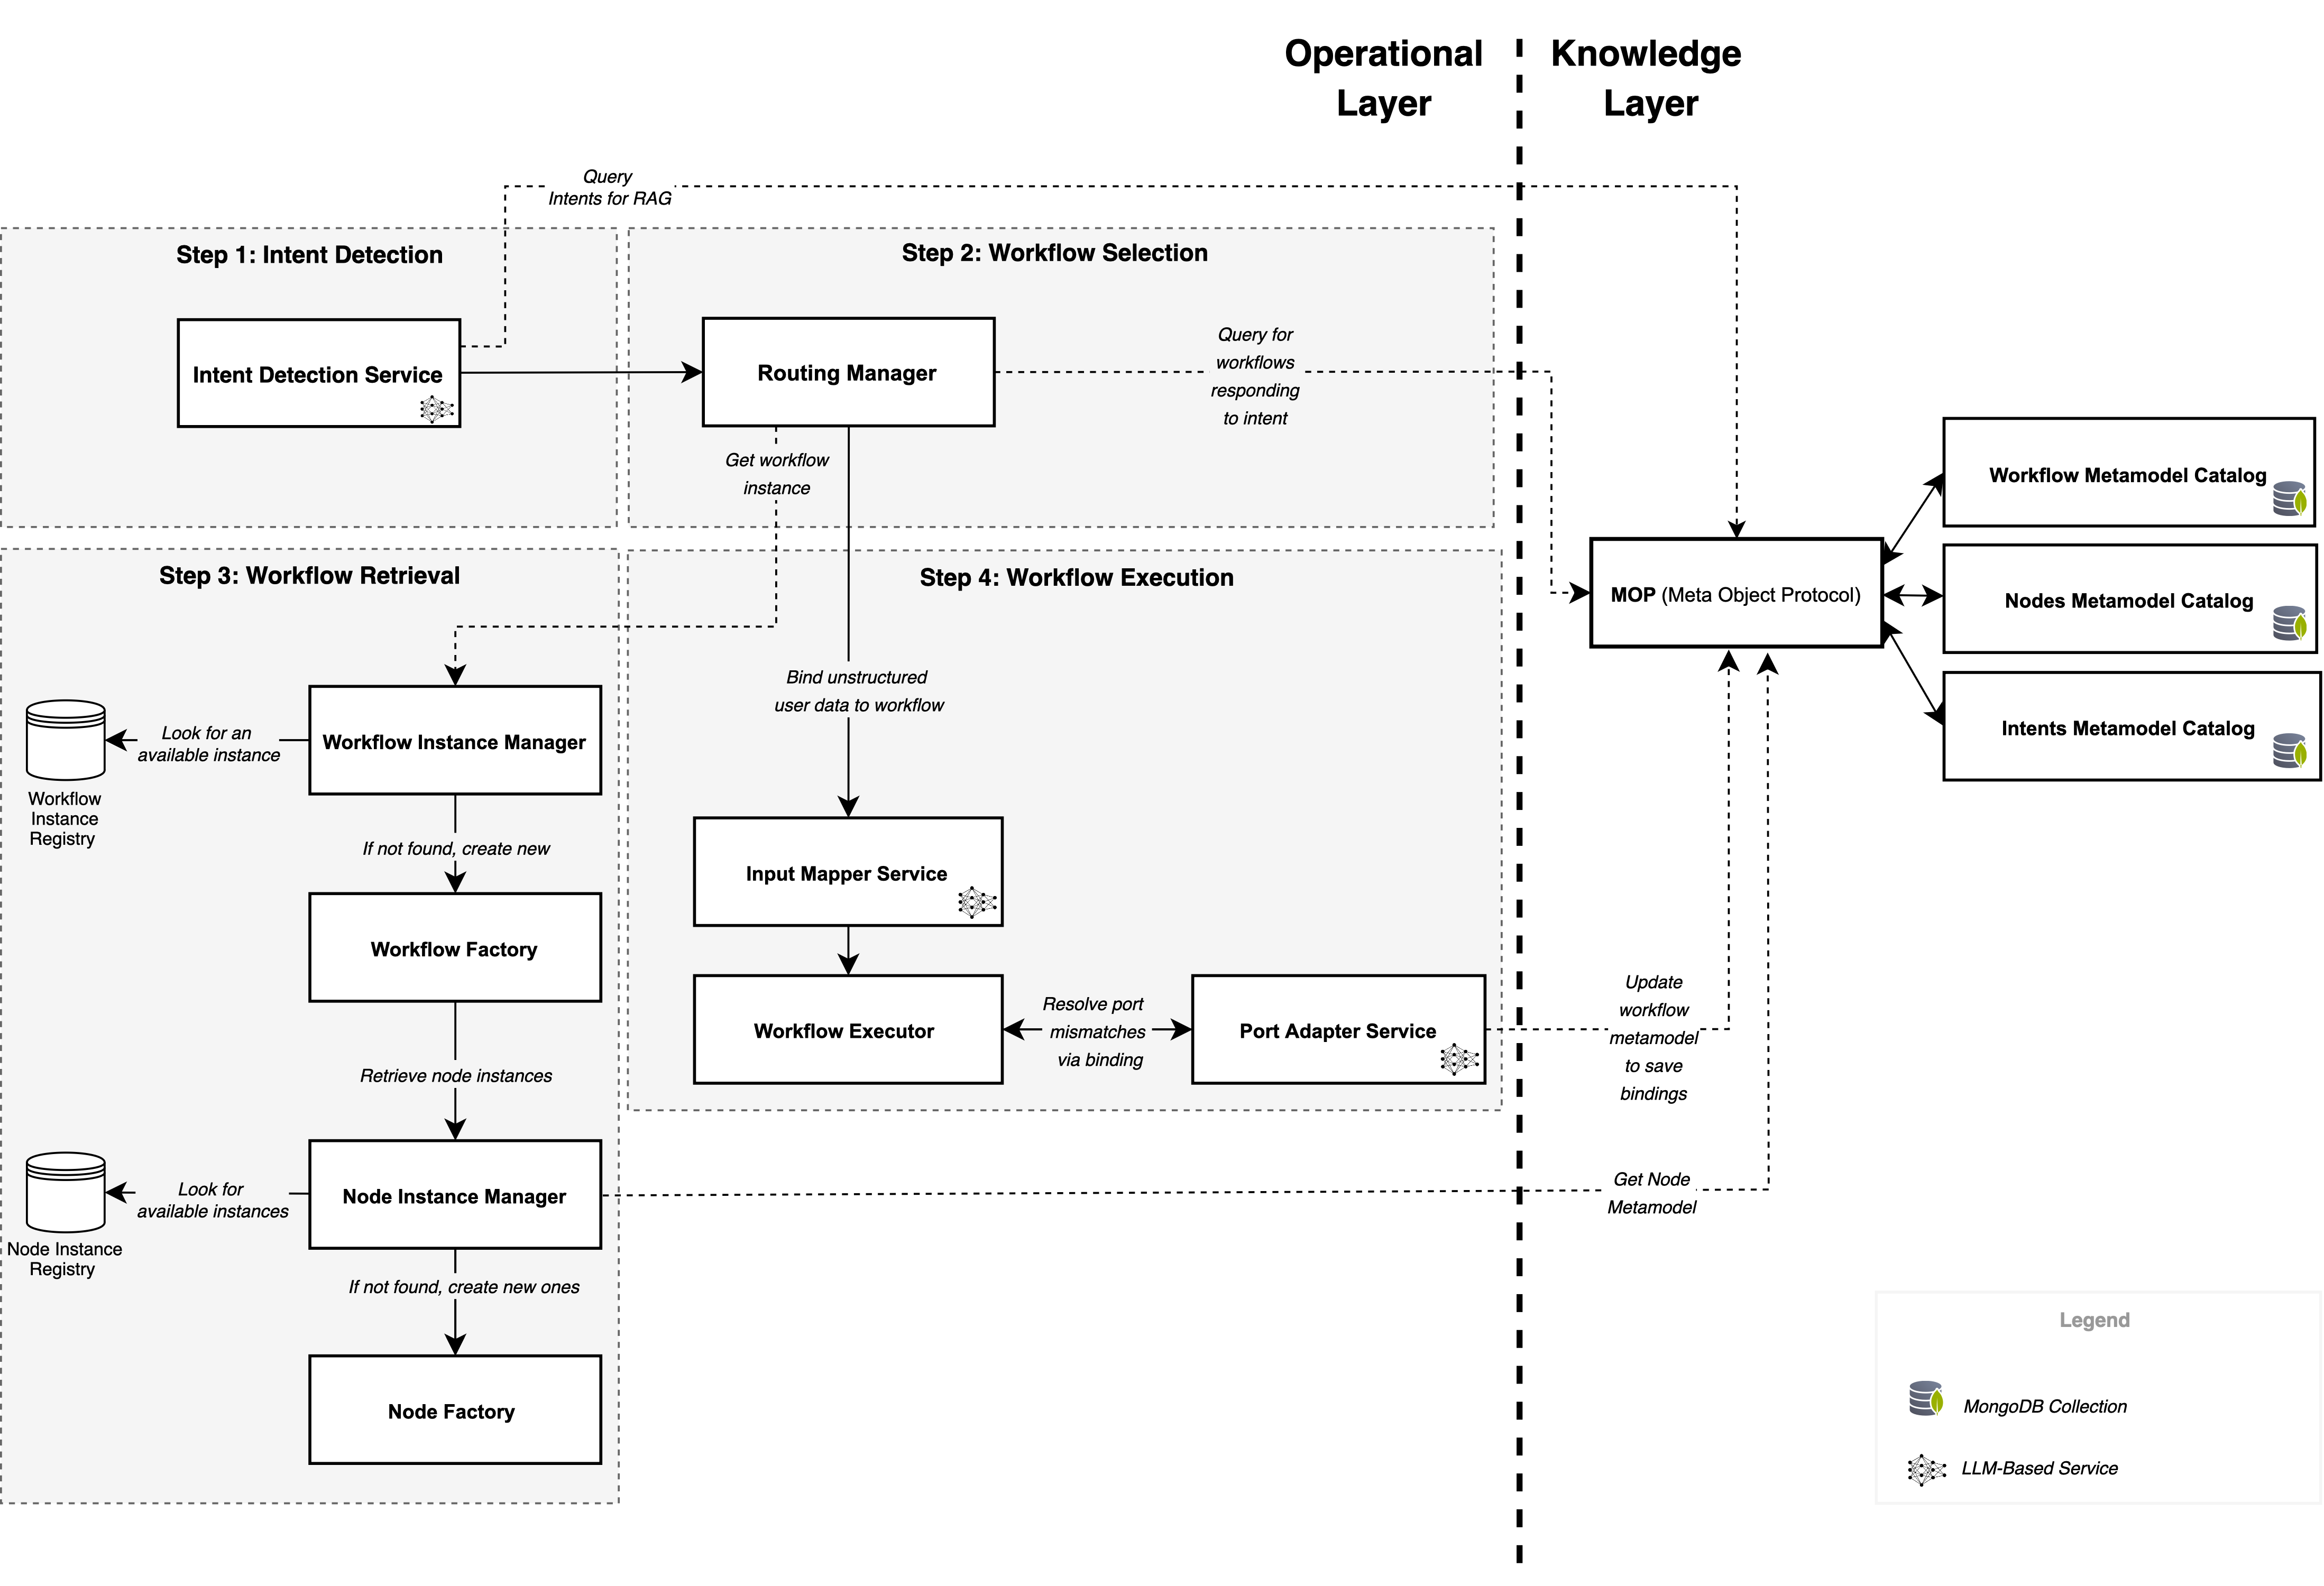 Operational
Layer
Knowledge
Layer
Query
Intents for RAG
Step 1: Intent Detection
Intent Detection Service
Step 2: Workflow Selection
Routing Manager
Query for
workflows
responding
to intent
Get workflow
instance
Step 3: Workflow Retrieval
Workflow Instance Manager
Look for an
available instance
Workflow
Instance
Registry
If not found, create new
Workflow Factory
Retrieve node instances
Node Instance Manager
Look for
available instances
Node Instance
Registry
If not found, create new ones
Node Factory
Step 4: Workflow Execution
Bind unstructured
user data to workflow
Input Mapper Service
Workflow Executor
Resolve port
mismatches
via binding
Port Adapter Service
Update
workflow
metamodel
to save
bindings
Get Node
Metamodel
MOP (Meta Object Protocol)
Workflow Metamodel Catalog
Nodes Metamodel Catalog
Intents Metamodel Catalog
Legend
MongoDB Collection
LLM-Based Service